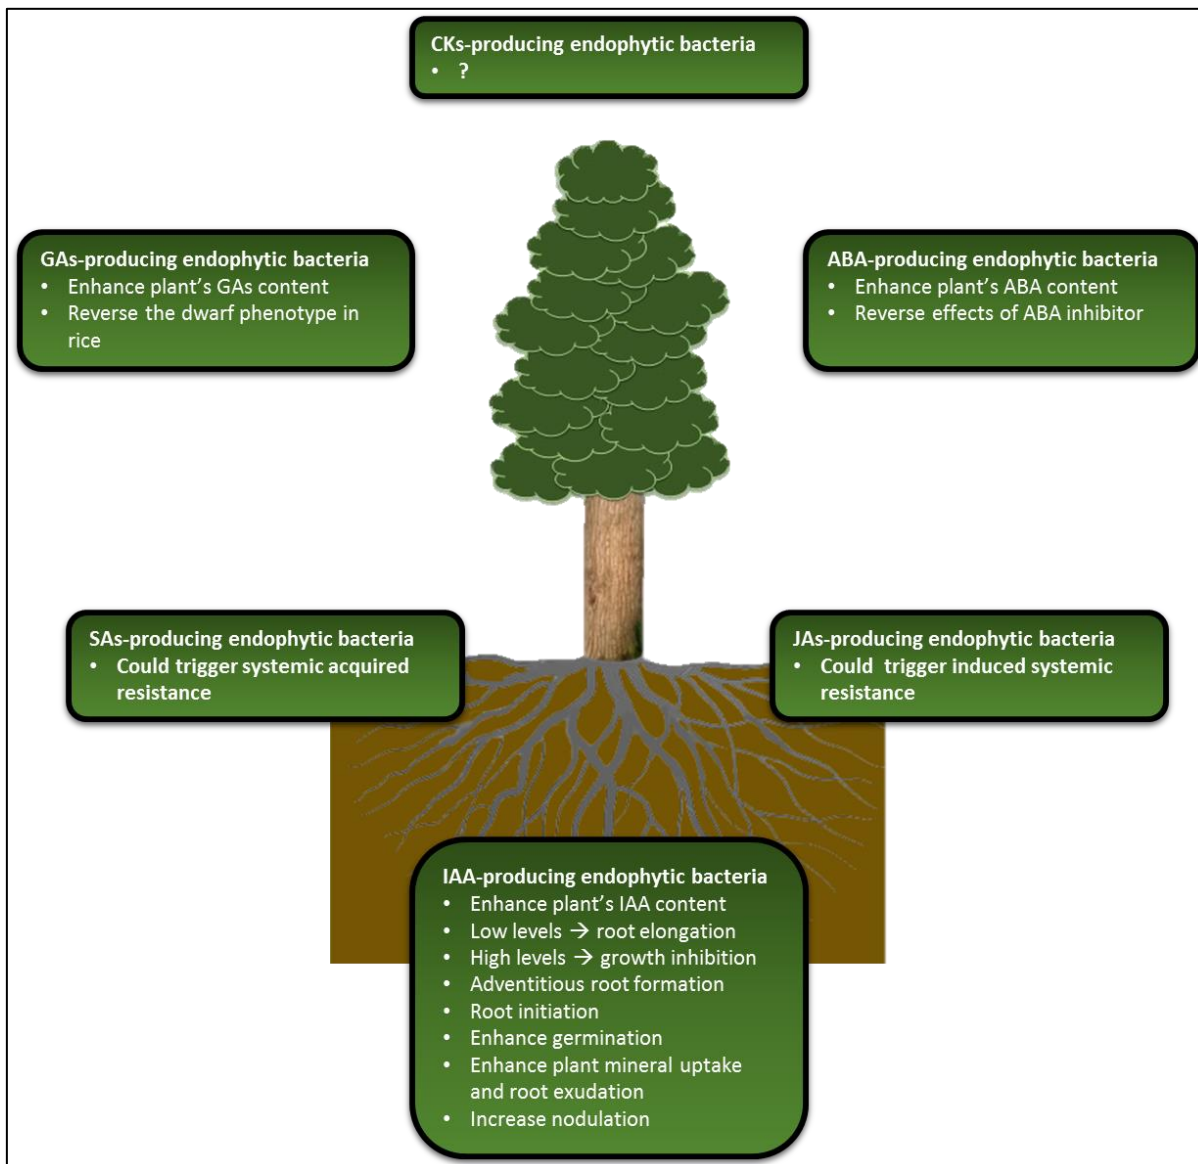 CKs-producing endophytic bacteria
• ?
GAs-producing endophytic bacteria
• Enhance plant’s GAs content
• Reverse the dwarf phenotype in
rice
ABA-producing endophytic bacteria
• Enhance plant’s ABA content
• Reverse effects of ABA inhibitor
SAs-producing endophytic bacteria
• Could trigger systemic acquired
resistance
JAs-producing endophytic bacteria
• Could trigger induced systemic
resistance
IAA-producing endophytic bacteria
• Enhance plant’s IAA content
• Low levels → root elongation
• High levels → growth inhibition
• Adventitious root formation
• Root initiation
• Enhance germination
• Enhance plant mineral uptake
and root exudation
• Increase nodulation